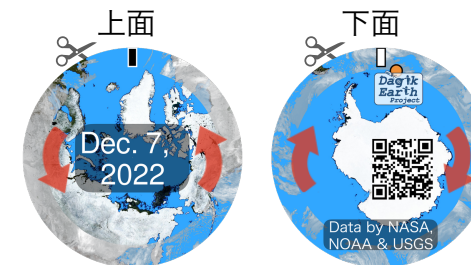 上面
下面
Dec. 7,
2022
Dagik
Earth
Project
Data by NASA,
NOAA & USGS